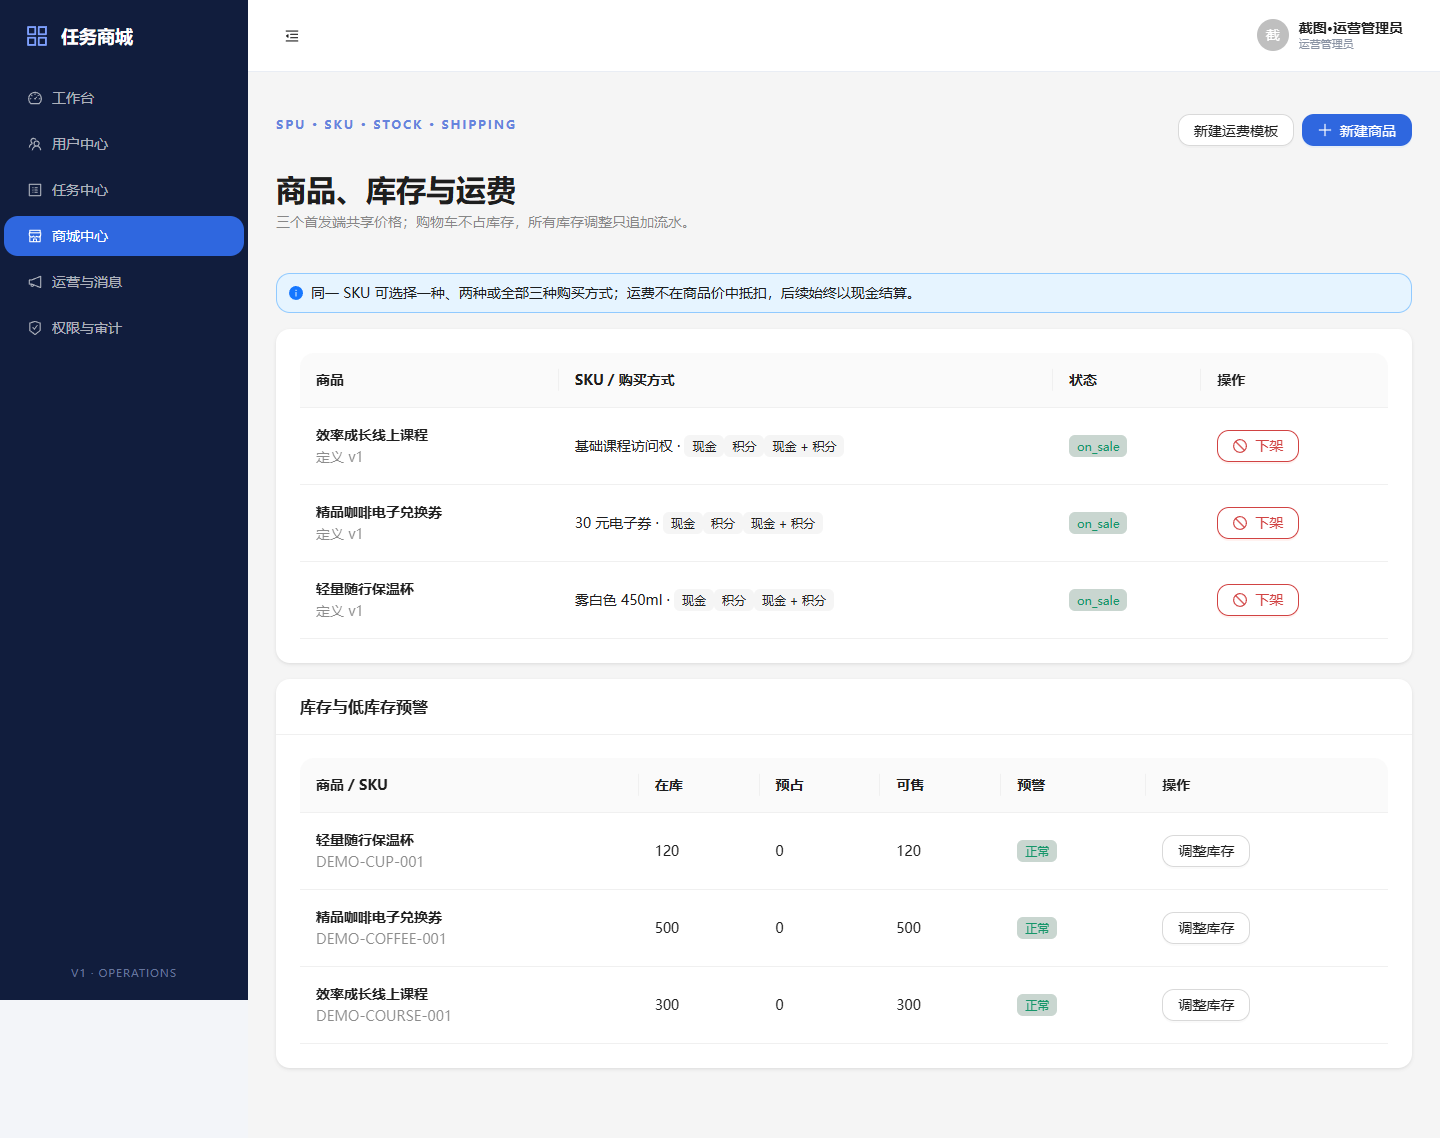 任务商城
工作台
用户中心
任务中心
商城中心
运营与消息
权限与审计
V1 · OPERATIONS
截
截图•运营管理员
运营管理员
SPU • SKU • STOCK • SHIPPING
新建运费模板
新建商品
商品、库存与运费
三个首发端共享价格；购物车不占库存，所有库存调整只追加流水。
同一 SKU 可选择一种、两种或全部三种购买方式；运费不在商品价中抵扣，后续始终以现金结算。
商品 SKU / 购买方式 状态 操作
效率成长线上课程
定义 v1
基础课程访问权 · 现金 积分 现金 + 积分 on_sale 下架
精品咖啡电子兑换券
定义 v1
30 元电子券 · 现金 积分 现金 + 积分 on_sale 下架
轻量随行保温杯
定义 v1
雾白色 450ml · 现金 积分 现金 + 积分 on_sale 下架
库存与低库存预警
商品 / SKU 在库 预占 可售 预警 操作
轻量随行保温杯
DEMO-CUP-001
120 0 120 正常 调整库存
精品咖啡电子兑换券
DEMO-COFFEE-001
500 0 500 正常 调整库存
效率成长线上课程
DEMO-COURSE-001
300 0 300 正常 调整库存